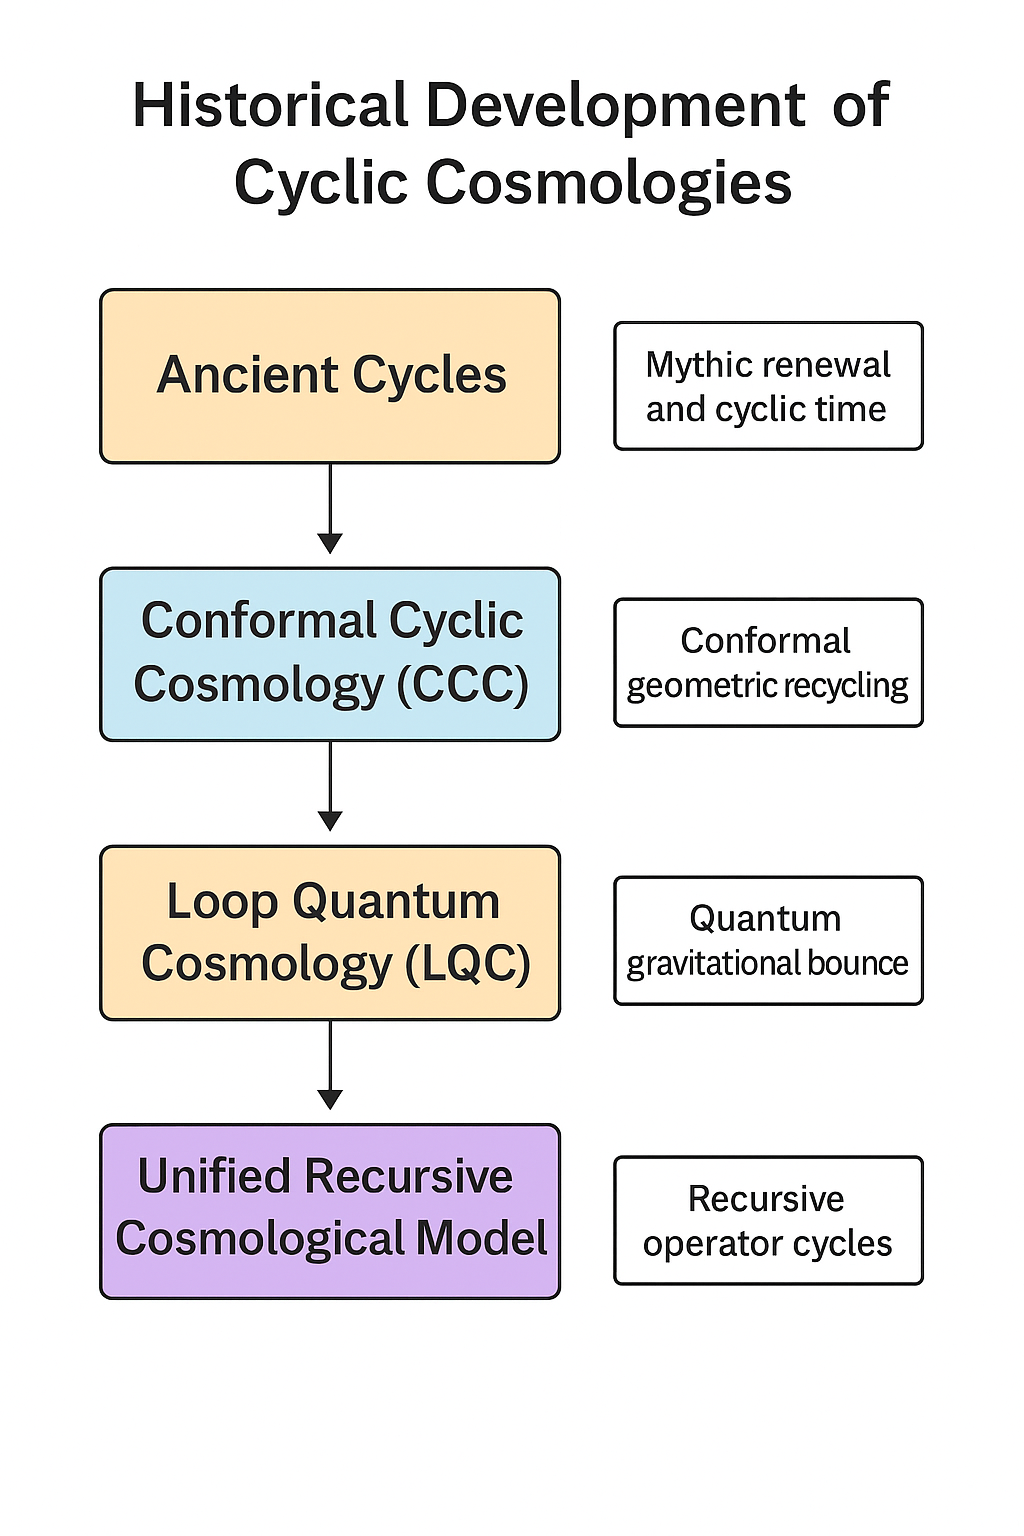 Historical Development of
Cyclic Cosmologies
Ancient Cycles
Mythic renewal
and cyclic time
Conformal Cyclic
Cosmology (CCC)
Conformal
geometric recycling
Loop Quantum
Cosmology (LQC)
Quantum
gravitational bounce
Unified Recursive
Cosmological Model
Recursive
operator cycles